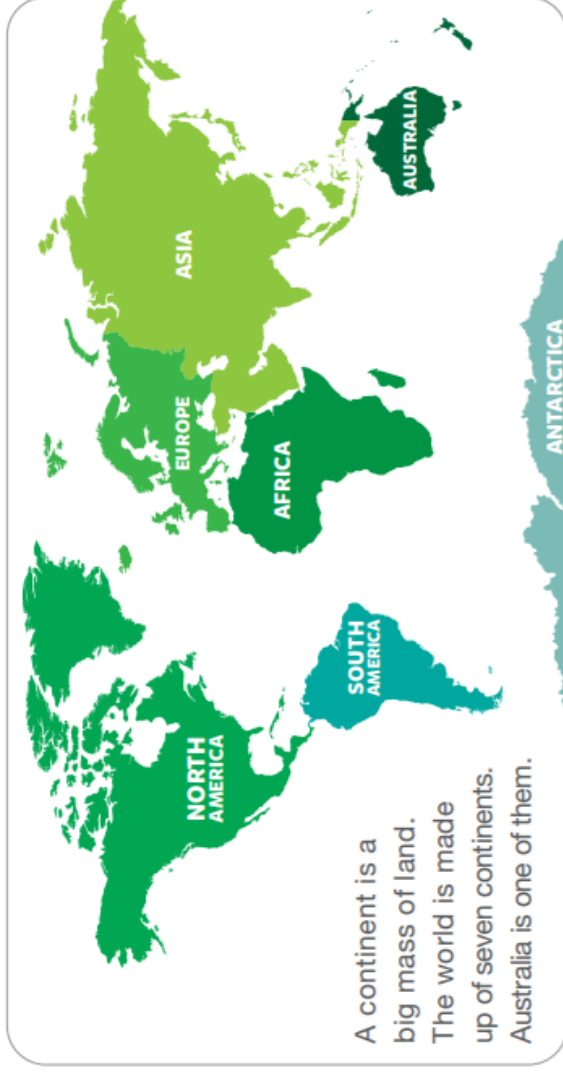 NORTH
AMERICA
EUROPE
ASIA
AFRICA
SOUTH
AMERICA
AUSTRALIA
ANTARCTICA
A continent is a
big mass of land.
The world is made
up of seven continents.
Australia is one of them.